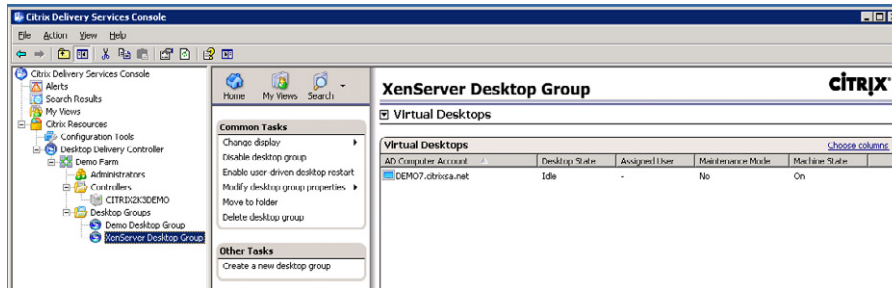 Citrix Delivery Services Console
File Action View Help
Citrix Delivery Services Console
Alerts
Search Results
My Views
Citrix Resources
Configuration Tools
Desktop Delivery Controller
Demo Farm
Administrators
Controllers
CITRIX2K3DEMO
Desktop Groups
Demo Desktop Group
XenServer Desktop Group
Home My Views Search
Common Tasks
Change display
Disable desktop group
Enable user-driven desktop restart
Modify desktop group properties
Move to folder
Delete desktop group
Other Tasks
Create a new desktop group
XenServer Desktop Group
CITRIX
Virtual Desktops
Virtual Desktops Choose columns
AD Computer Account Desktop State Assigned User Maintenance Mode Machine State
DEMO7.citrixsa.net Idle - No On